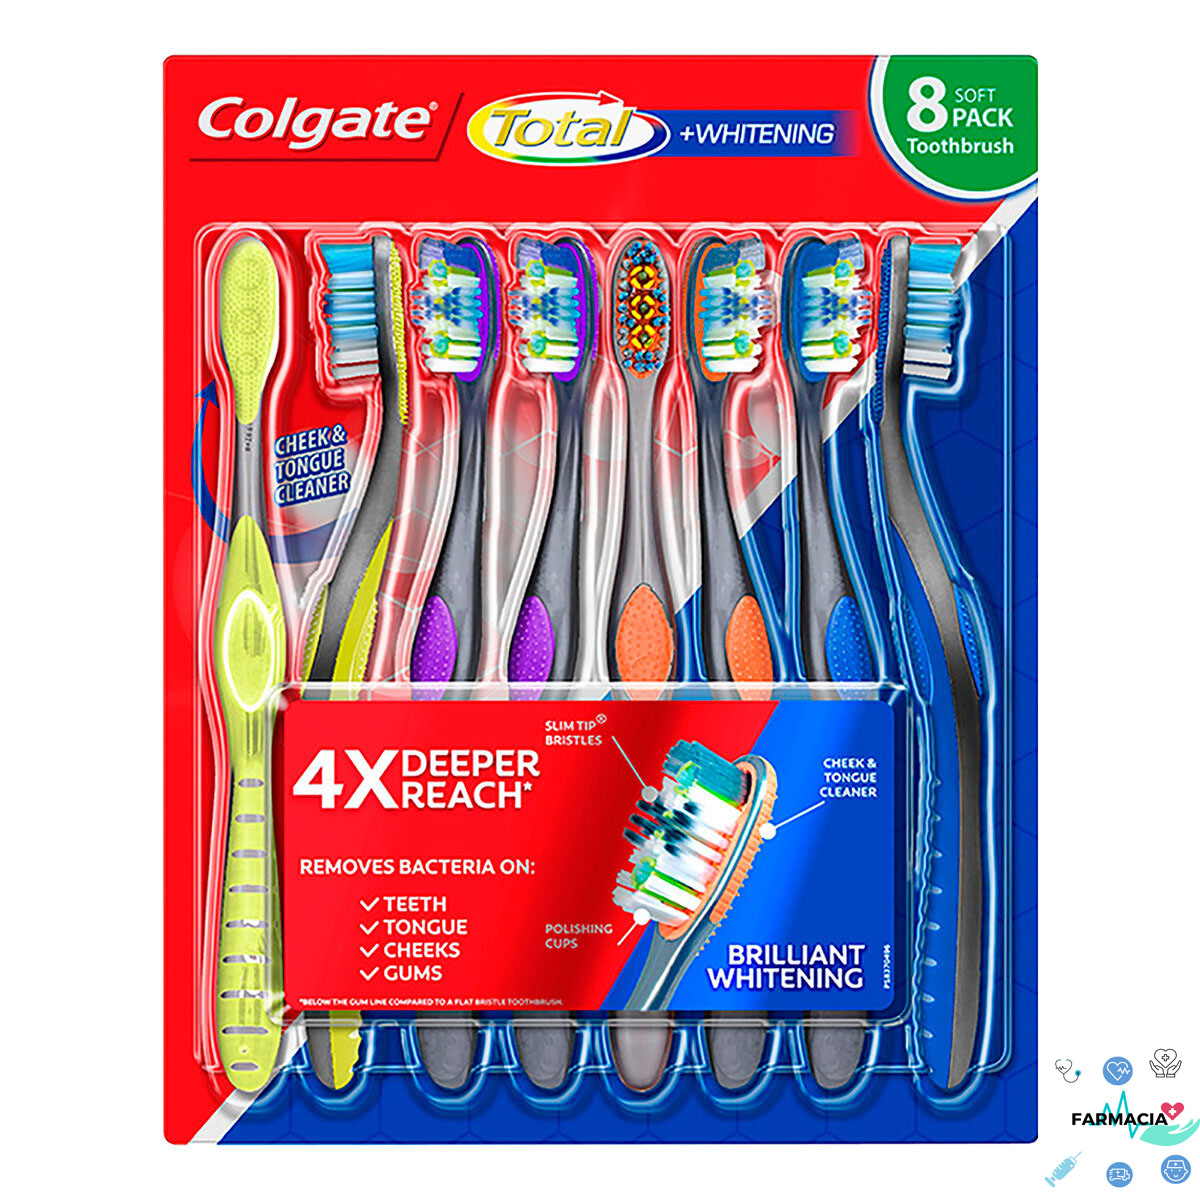 Colgate®
Total
+WHITENING
8 SOFT
PACK
Toothbrush
CHEEK &
TONGUE
CLEANER
4X DEEPER
REACH*
SLIM TIP®
BRISTLES
CHEEK &
TONGUE
CLEANER
REMOVES BACTERIA ON:
✓ TEETH
✓ TONGUE
✓ CHEEKS
✓ GUMS
POLISHING
CUPS
BRILLIANT
WHITENING
*BELOW THE GUM LINE COMPARED TO A FLAT BRISTLE TOOTHBRUSH.
FARMACIA